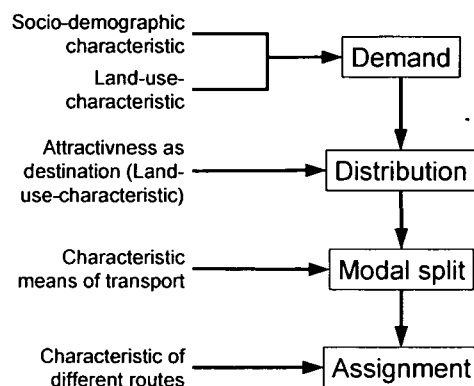 Socio-demographic
characteristic
Demand
Land-use-
characteristic
Attractivness as
destination (Land-
use-characteristic)
Distribution
Characteristic
means of transport
Modal split
Characteristic of
different routes
Assignment